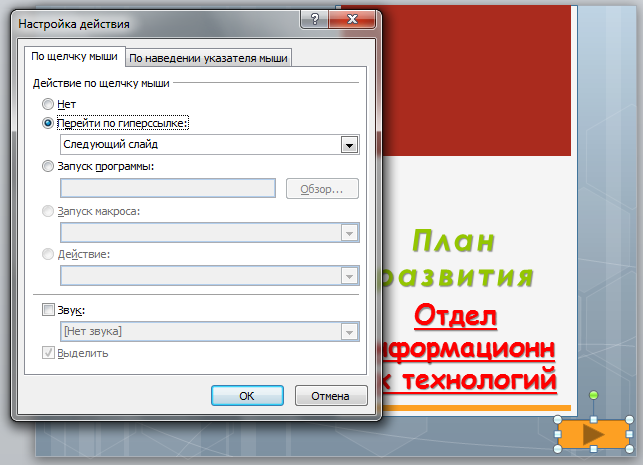 Настройка действия
По щелчку мыши
По наведении указателя мыши
Действие по щелчку мыши
Нет
Перейти по гиперссылке:
Следующий слайд
Запуск программы:
Обзор...
Запуск макроса:
Действие:
Звук:
[Нет звука]
Выделить
ОК
Отмена
План
развития
Отдел
нформационн
х технологий